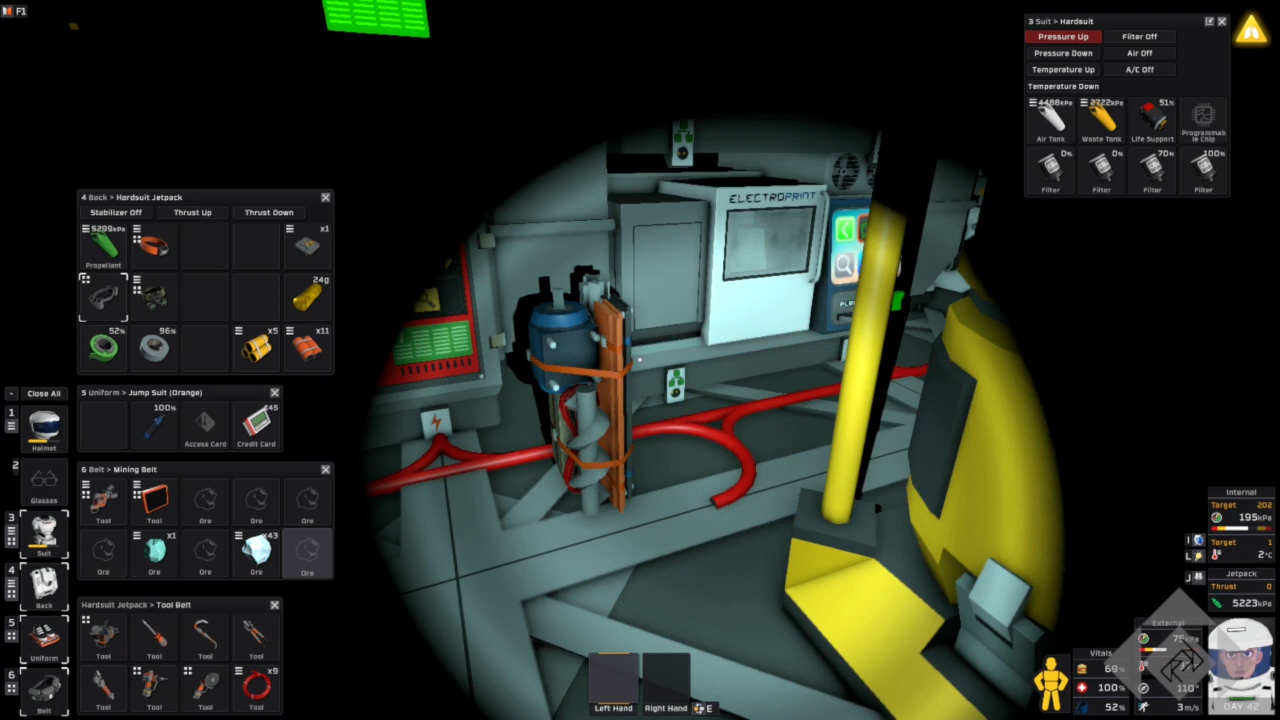 F1
3 Suit > Hardsuit
Pressure Up
Filter Off
Pressure Down
Air Off
Temperature Up
A/C Off
Temperature Down
4488kPa
2722kPa
51%
Air Tank
Waste Tank
Life Support
Programmable Chip
0%
0%
70%
100%
Filter
Filter
Filter
Filter
ELECTROPRINT
4 Back > Hardsuit Jetpack
Stabilizer Off
Thrust Up
Thrust Down
5299kPa
x1
Propellant
24g
52%
96%
x5
x11
Close All
5 Uniform > Jump Suit (Orange)
100%
Access Card
Credit Card
1
Helmet
2
Glasses
3
Suit
4
Back
5
Uniform
6
Belt
6 Belt > Mining Belt
Tool
Tool
Ore
Ore
Ore
x1
x43
Ore
Ore
Ore
Ore
Ore
Hardsuit Jetpack > Tool Belt
Tool
Tool
Tool
Tool
x9
Tool
Tool
Tool
Tool
Left Hand
Right Hand
E
Internal
Target 202
195kPa
Target 1
2°C
Jetpack
Thrust 0
5223kPa
External
110°
3m/s
Vitals
69%
100%
52%
DAY 42